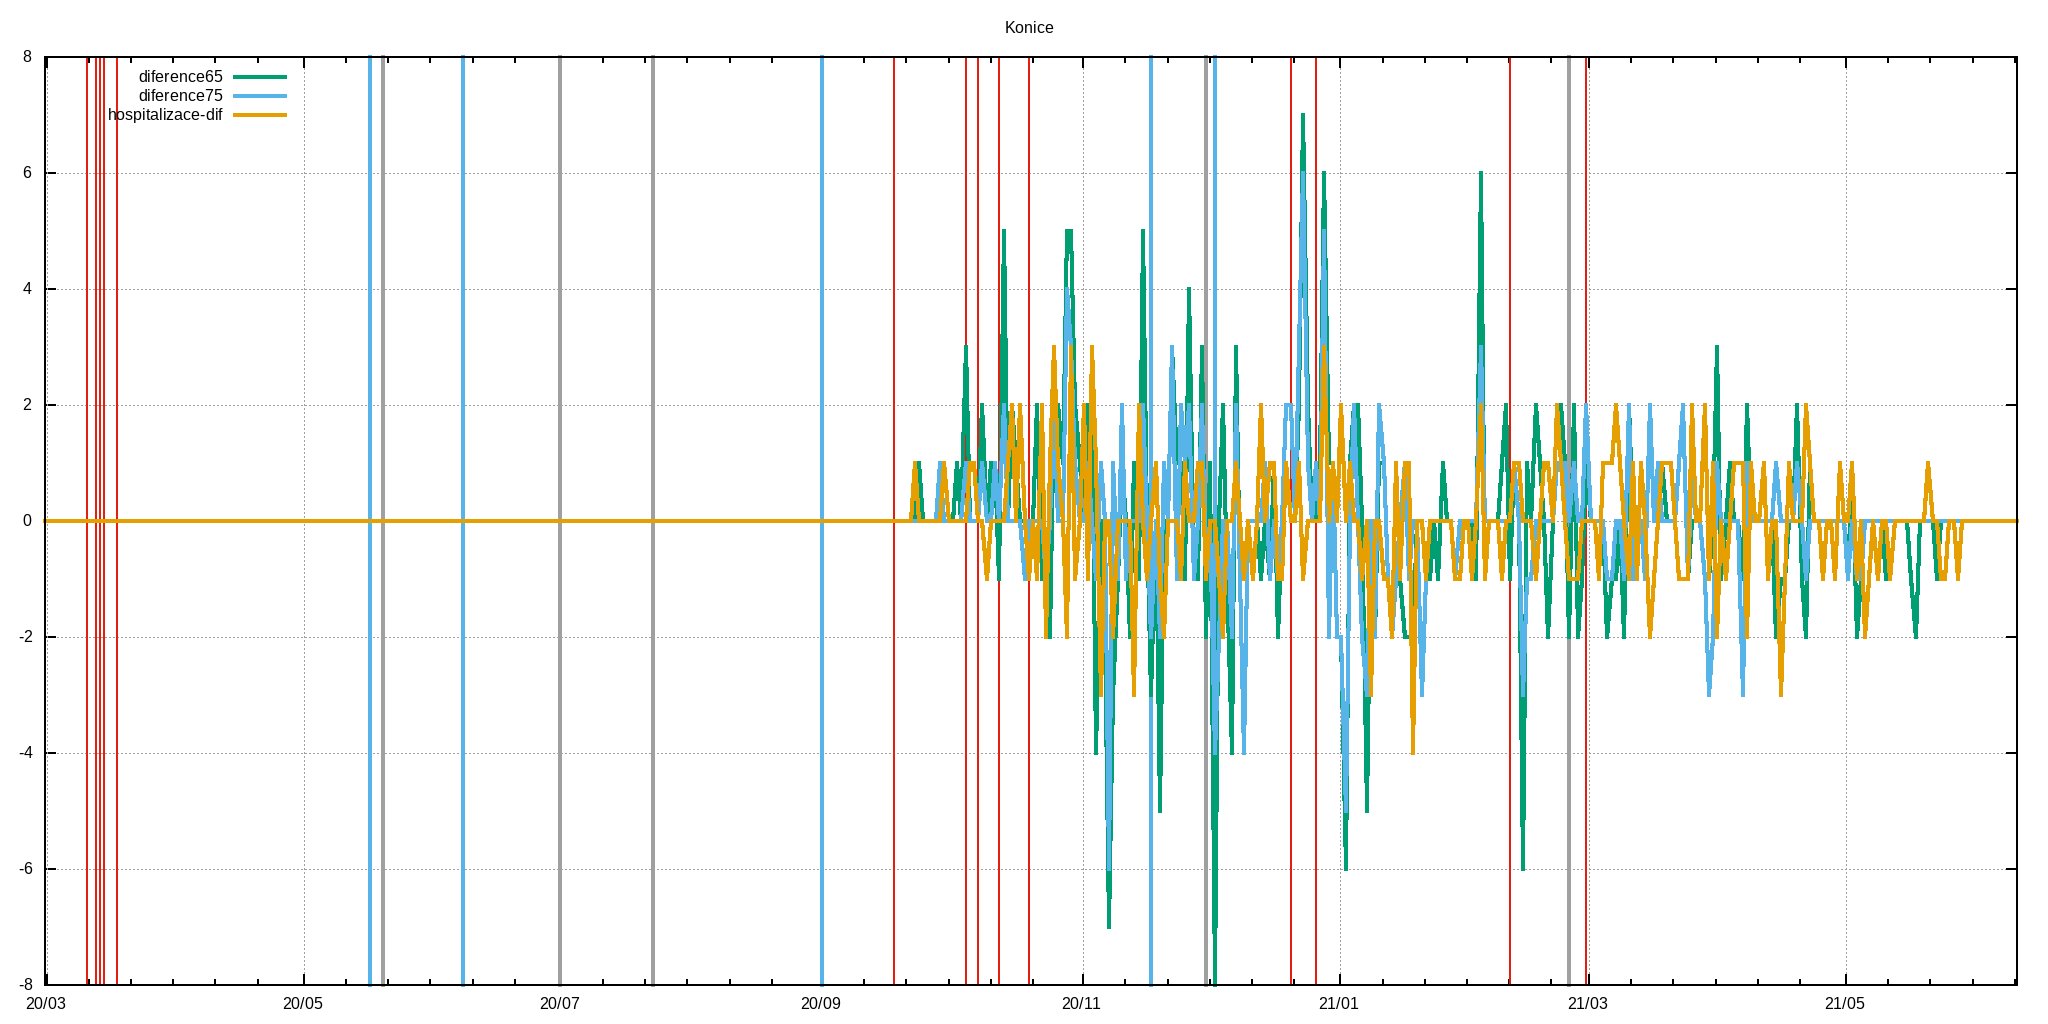 Konice
8
diference65
diference75
hospitalizace-dif
6
4
2
0
-2
-4
-6
-8
20/03 20/05 20/07 20/09 20/11 21/01 21/03 21/05